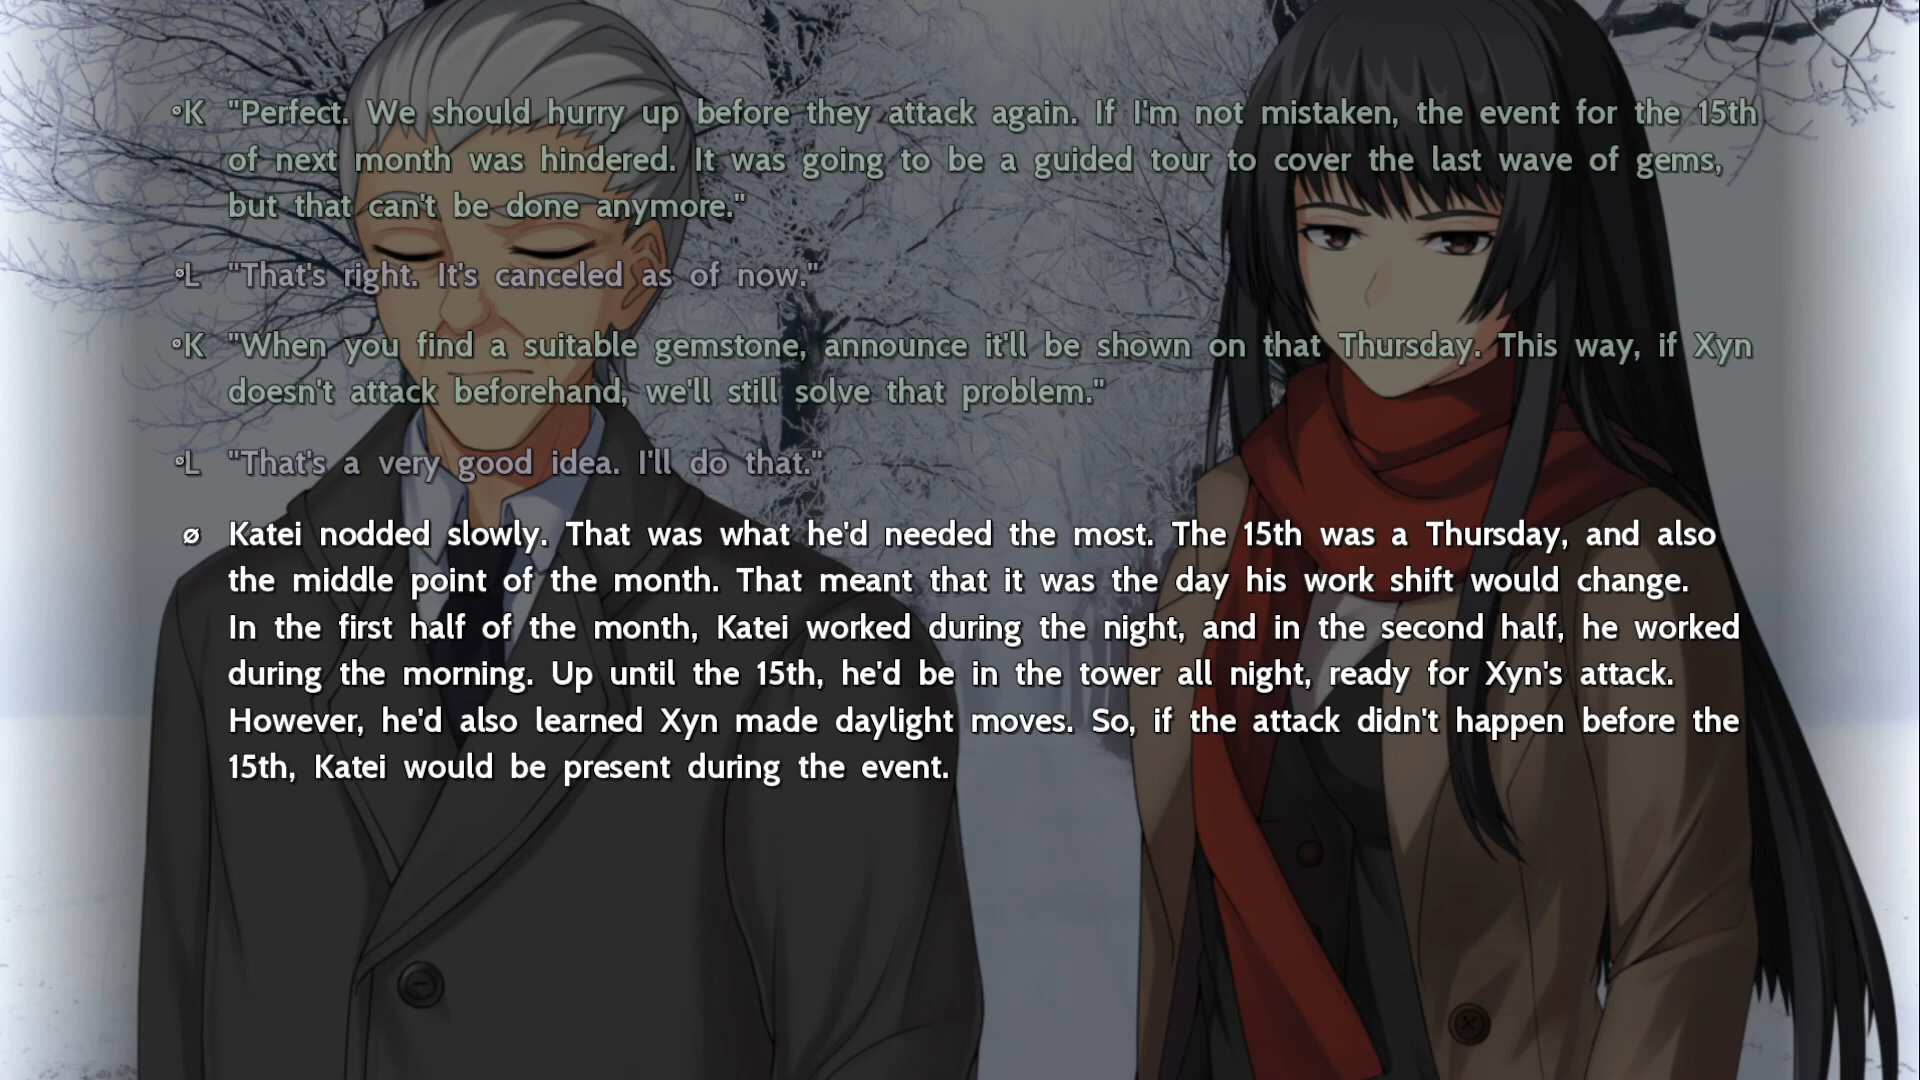 °K "Perfect. We should hurry up before they attack again. If I'm not mistaken, the event for the 15th
of next month was hindered. It was going to be a guided tour to cover the last wave of gems,
but that can't be done anymore."
°L "That's right. It's canceled as of now."
°K "When you find a suitable gemstone, announce it'll be shown on that Thursday. This way, if Xyn
doesn't attack beforehand, we'll still solve that problem."
°L "That's a very good idea. I'll do that."
ø Katei nodded slowly. That was what he'd needed the most. The 15th was a Thursday, and also
the middle point of the month. That meant that it was the day his work shift would change.
In the first half of the month, Katei worked during the night, and in the second half, he worked
during the morning. Up until the 15th, he'd be in the tower all night, ready for Xyn's attack.
However, he'd also learned Xyn made daylight moves. So, if the attack didn't happen before the
15th, Katei would be present during the event.